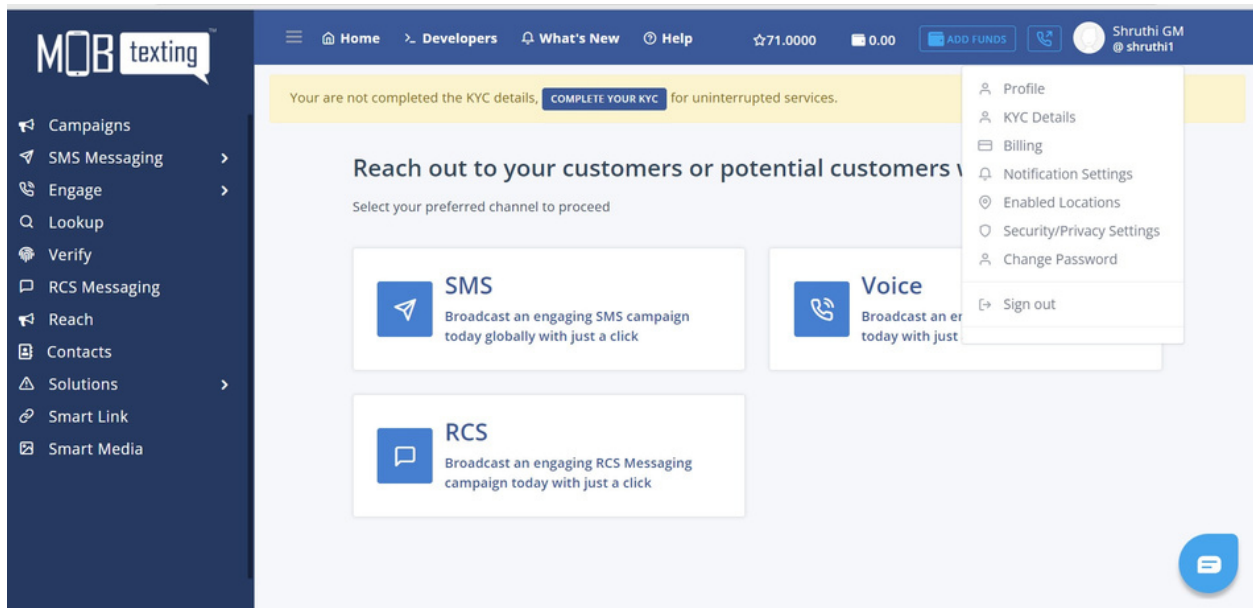 MOB texting
Home
Developers
What's New
Help
71.0000
0.00
ADD FUNDS
Shruthi GM
@ shruthi1
Your are not completed the KYC details, COMPLETE YOUR KYC for uninterrupted services.
Campaigns
SMS Messaging
Engage
Lookup
Verify
RCS Messaging
Reach
Contacts
Solutions
Smart Link
Smart Media
Reach out to your customers or potential customers
Select your preferred channel to proceed
SMS
Broadcast an engaging SMS campaign
today globally with just a click
Voice
Broadcast an
today with just
RCS
Broadcast an engaging RCS Messaging
campaign today with just a click
Profile
KYC Details
Billing
Notification Settings
Enabled Locations
Security/Privacy Settings
Change Password
Sign out